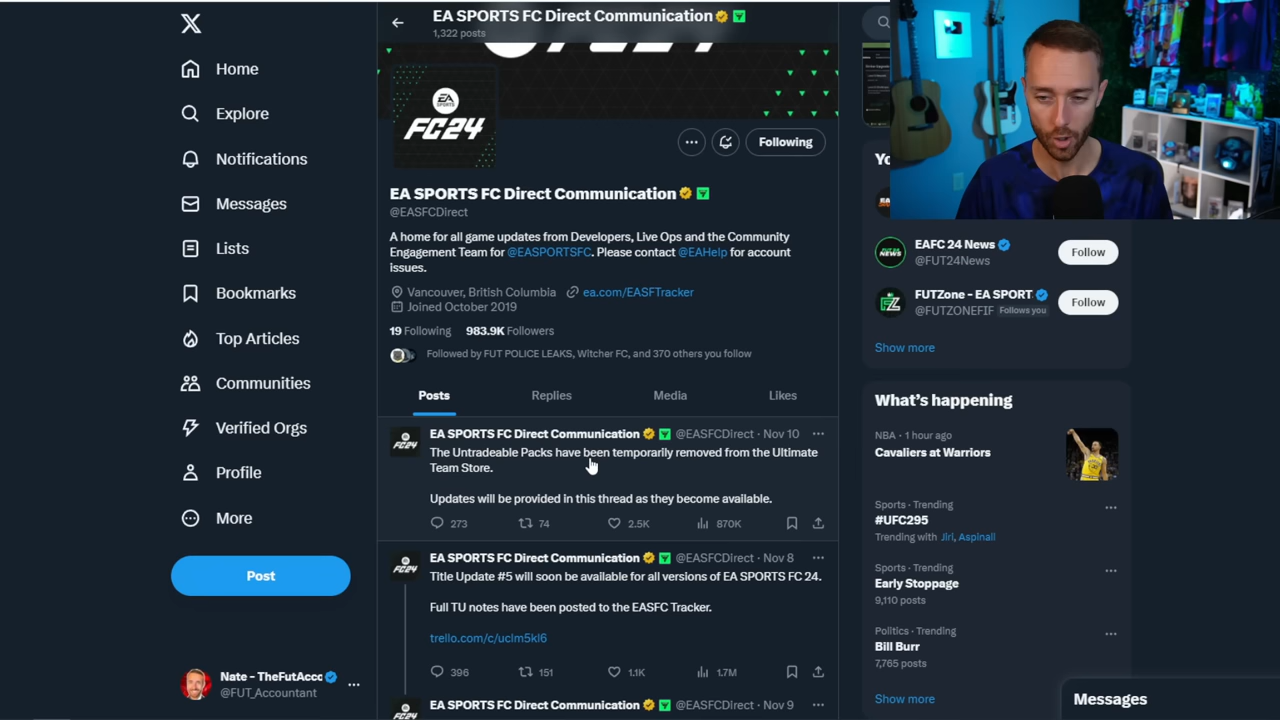 EA SPORTS FC Direct Communication
1,322 posts
EA
SPORTS
FC24
Following
EA SPORTS FC Direct Communication
@EASFCDirect
A home for all game updates from Developers, Live Ops and the Community
Engagement Team for @EASPORTSFC. Please contact @EAHelp for account
issues.
Vancouver, British Columbia ea.com/EASFTracker
Joined October 2019
19 Following 983.9K Followers
Followed by FUT POLICE LEAKS, Witcher FC, and 370 others you follow
Posts Replies Media Likes
EA SPORTS FC Direct Communication @EASFCDirect · Nov 10
The Untradeable Packs have been temporarily removed from the Ultimate
Team Store.
Updates will be provided in this thread as they become available.
273 74 2.5K 870K
EA SPORTS FC Direct Communication @EASFCDirect · Nov 8
Title Update #5 will soon be available for all versions of EA SPORTS FC 24.
Full TU notes have been posted to the EASFC Tracker.
trello.com/c/ucIm5kI6
396 151 1.1K 1.7M
EA SPORTS FC Direct Communication @EASFCDirect · Nov 9
X
Home
Explore
Notifications
Messages
Lists
Bookmarks
Top Articles
Communities
Verified Orgs
Profile
More
Post
Nate - TheFutAccc
@FUT_Accountant
Yo
EAFC 24 News
@FUT24News
Follow
FUTZone - EA SPORT
@FUTZONEFIF Follows you
Follow
Show more
What's happening
NBA · 1 hour ago
Cavaliers at Warriors
Sports · Trending
#UFC295
Trending with Jiri, Aspinall
Sports · Trending
Early Stoppage
9,110 posts
Politics · Trending
Bill Burr
7,765 posts
Show more
Messages